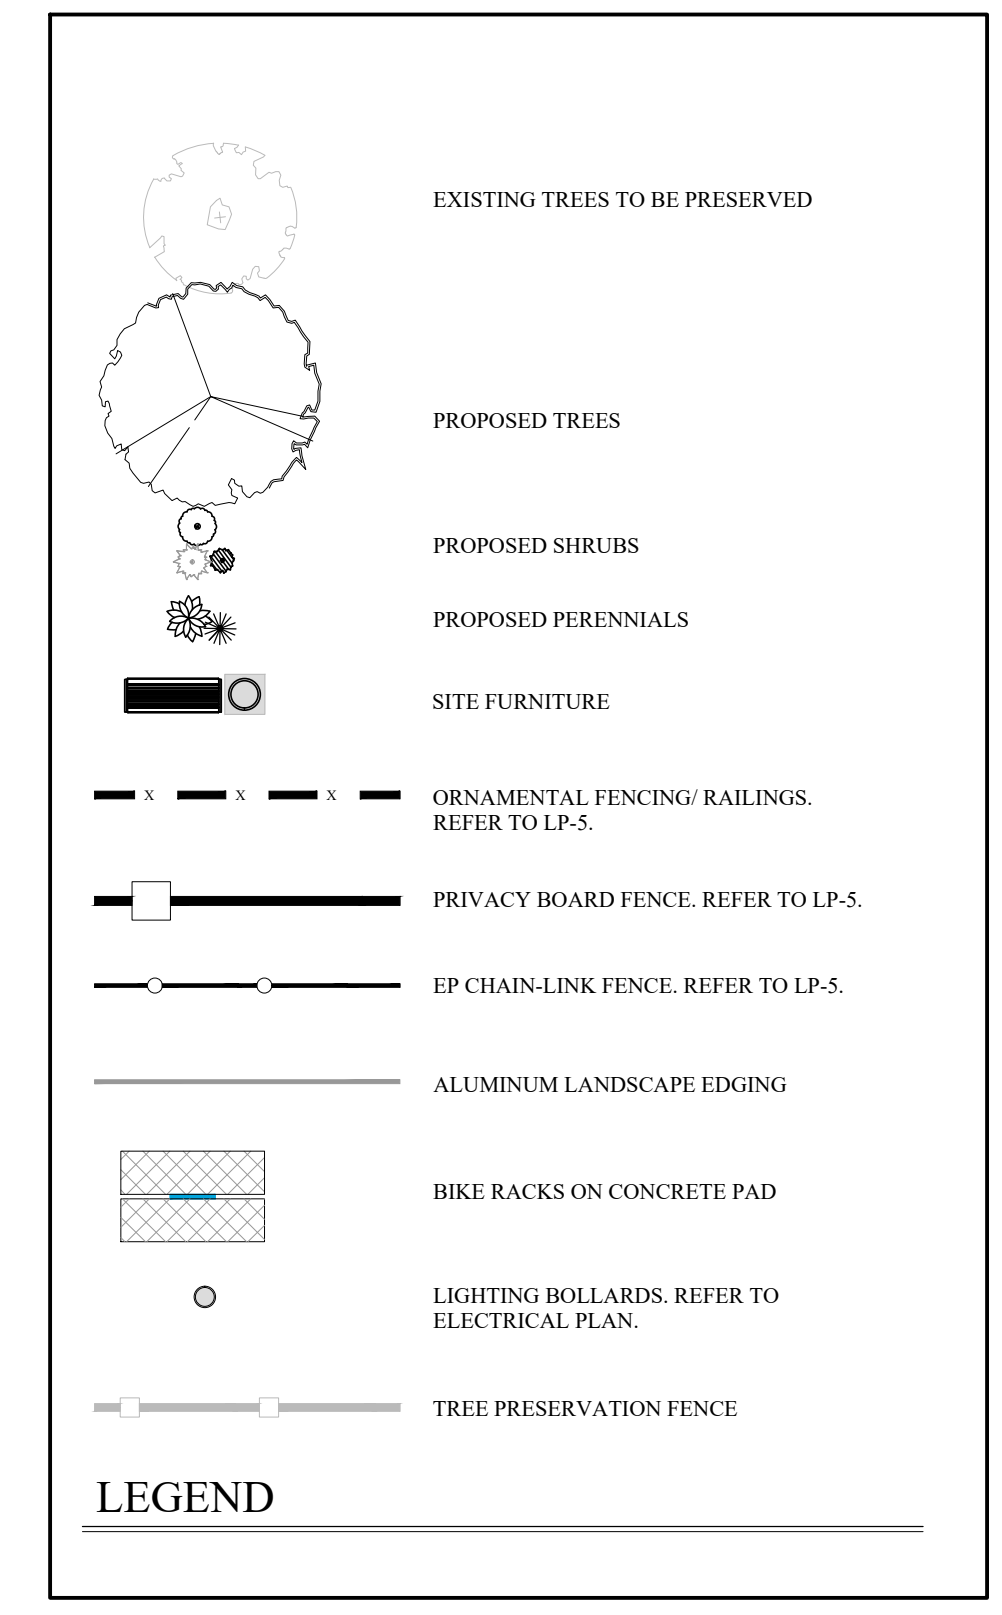 EXISTING TREES TO BE PRESERVED
PROPOSED TREES
PROPOSED SHRUBS
PROPOSED PERENNIALS
SITE FURNITURE
X X X
ORNAMENTAL FENCING/ RAILINGS.
REFER TO LP-5.
PRIVACY BOARD FENCE. REFER TO LP-5.
EP CHAIN-LINK FENCE. REFER TO LP-5.
ALUMINUM LANDSCAPE EDGING
BIKE RACKS ON CONCRETE PAD
LIGHTING BOLLARDS. REFER TO
ELECTRICAL PLAN.
TREE PRESERVATION FENCE
LEGEND